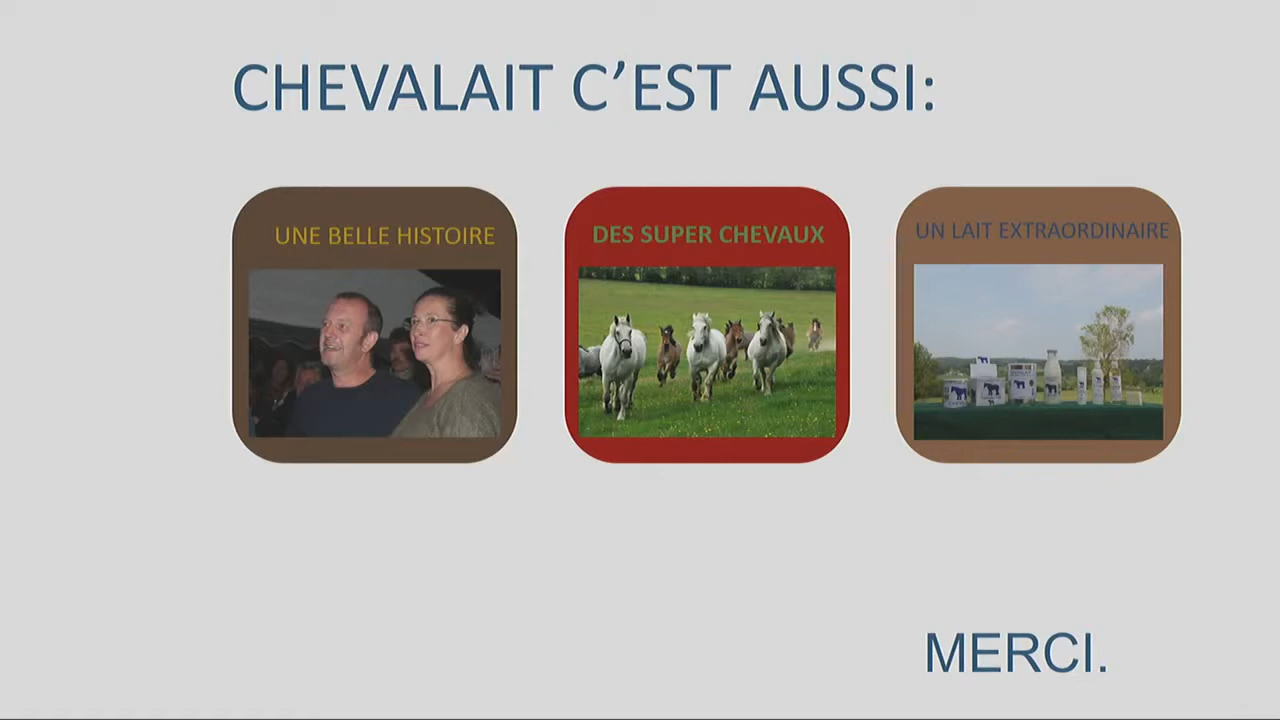 CHEVALAIT C’EST AUSSI:
UNE BELLE HISTOIRE
DES SUPER CHEVAUX
UN LAIT EXTRAORDINAIRE
MERCI.